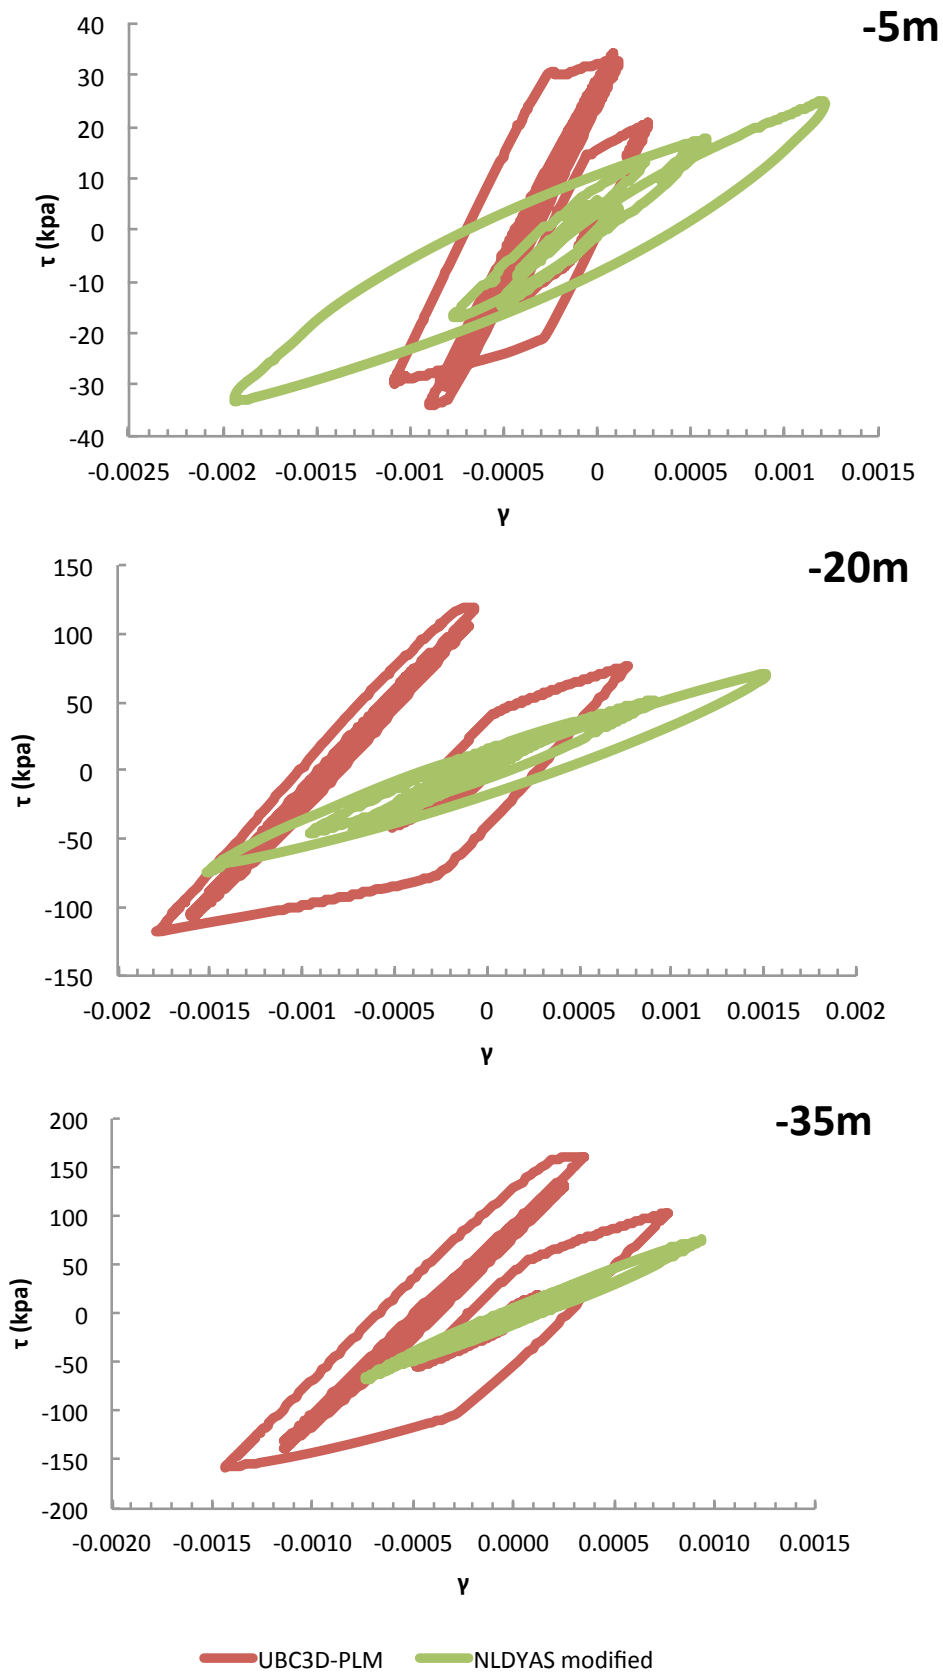 -5m
40
30
20
10
0
-10
-20
-30
-40
τ (kpa)
-0.0025 -0.002 -0.0015 -0.001 -0.0005 0 0.0005 0.001 0.0015
γ
-20m
150
100
50
0
-50
-100
-150
τ (kpa)
-0.002 -0.0015 -0.001 -0.0005 0 0.0005 0.001 0.0015 0.002
γ
-35m
200
150
100
50
0
-50
-100
-150
-200
τ (kpa)
-0.0020 -0.0015 -0.0010 -0.0005 0.0000 0.0005 0.0010 0.0015
γ
UBC3D-PLM NLDYAS modified